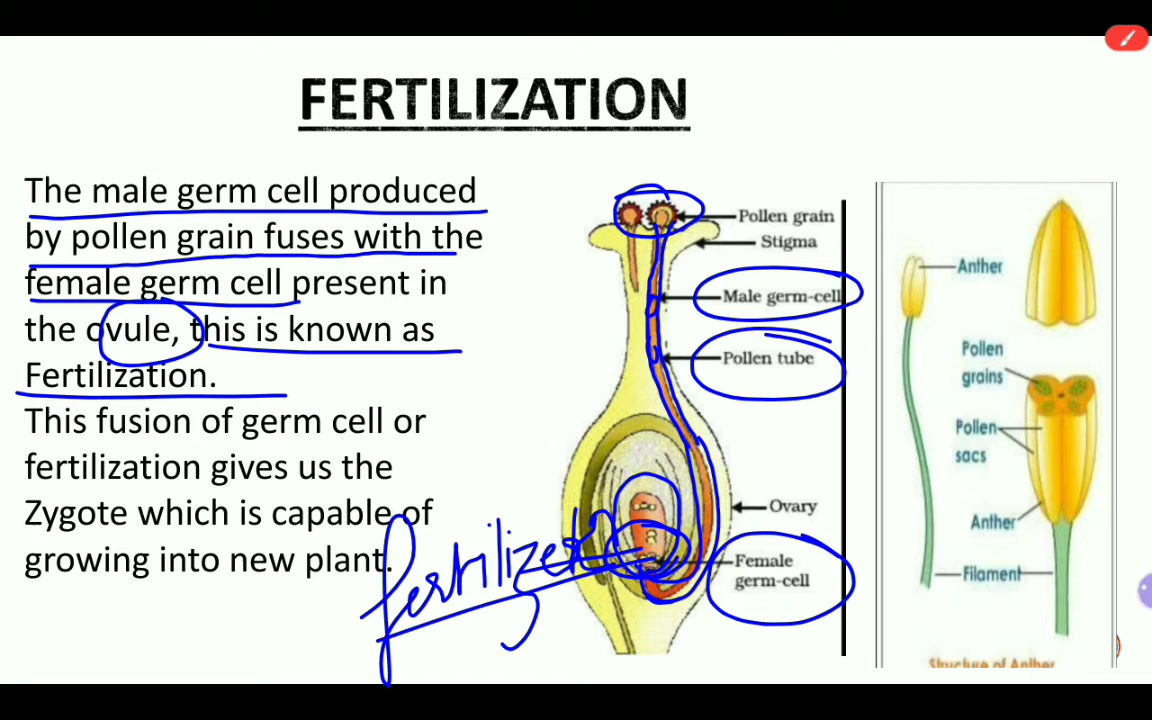 FERTILIZATION
The male germ cell produced
by pollen grain fuses with the
female germ cell present in
the ovule, this is known as
Fertilization.
This fusion of germ cell or
fertilization gives us the
Zygote which is capable of
growing into new plant.
Pollen grain
Stigma
Male germ-cell
Pollen tube
Ovary
Female
germ-cell
Anther
Pollen
grains
Pollen
sacs
Anther
Filament
Structure of Anther